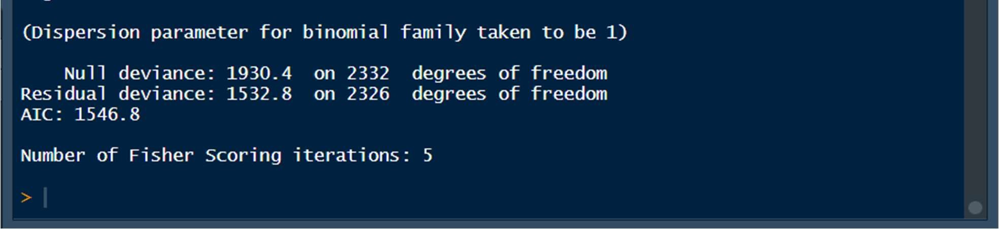 (Dispersion parameter for binomial family taken to be 1)
Null deviance: 1930.4 on 2332 degrees of freedom
Residual deviance: 1532.8 on 2326 degrees of freedom
AIC: 1546.8
Number of Fisher Scoring iterations: 5
>